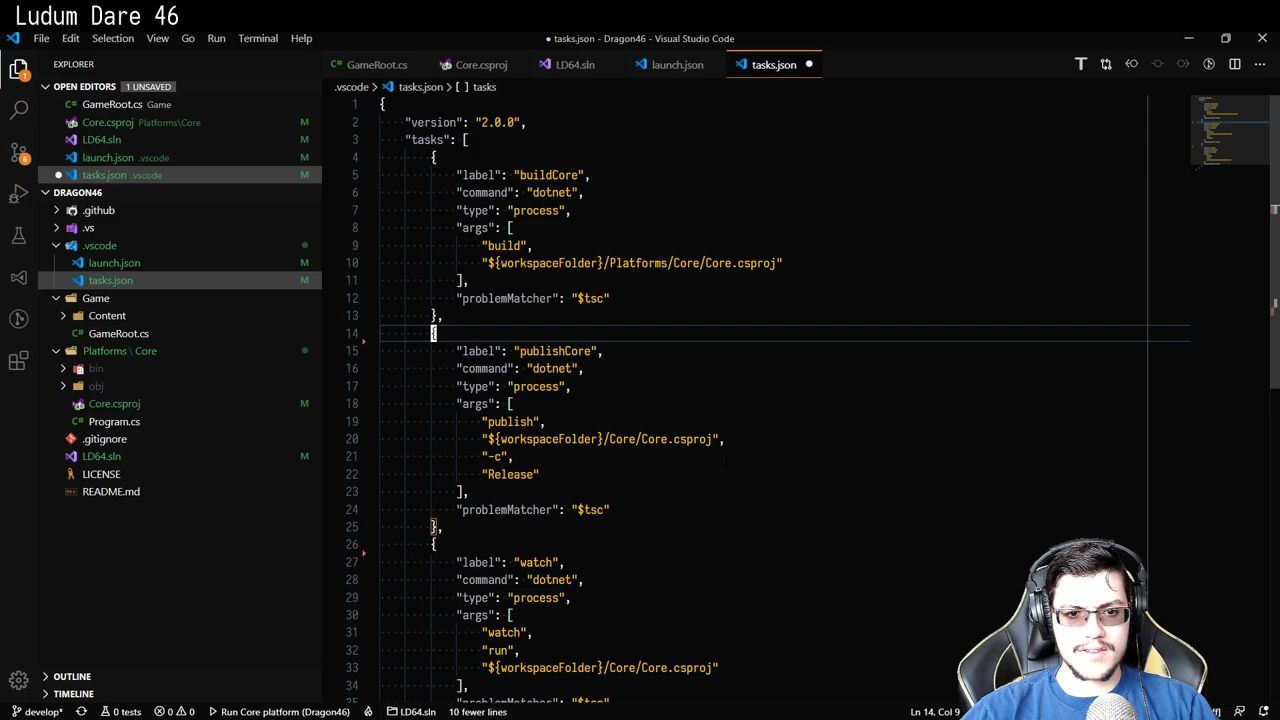 Ludum Dare 46
File Edit Selection View Go Run Terminal Help
● tasks.json - Dragon46 - Visual Studio Code
EXPLORER
GameRoot.cs Core.csproj LD64.sln launch.json tasks.json
OPEN EDITORS 1 UNSAVED
GameRoot.cs Game
Core.csproj Platforms\Core M
LD64.sln M
launch.json .vscode M
tasks.json .vscode M
DRAGON46
.github
.vs
.vscode
launch.json M
tasks.json M
Game
Content
GameRoot.cs
Platforms \ Core
bin
obj
Core.csproj M
Program.cs
.gitignore
LD64.sln M
LICENSE
README.md
OUTLINE
TIMELINE
1
6
.vscode > tasks.json > [ ] tasks
1 {
2 "version": "2.0.0",
3 "tasks": [
4 {
5 "label": "buildCore",
6 "command": "dotnet",
7 "type": "process",
8 "args": [
9 "build",
10 "${workspaceFolder}/Platforms/Core/Core.csproj"
11 ],
12 "problemMatcher": "$tsc"
13 },
14 {
15 "label": "publishCore",
16 "command": "dotnet",
17 "type": "process",
18 "args": [
19 "publish",
20 "${workspaceFolder}/Core/Core.csproj",
21 "-c",
22 "Release"
23 ],
24 "problemMatcher": "$tsc"
25 },
26 {
27 "label": "watch",
28 "command": "dotnet",
29 "type": "process",
30 "args": [
31 "watch",
32 "run",
33 "${workspaceFolder}/Core/Core.csproj"
34 ],
35 "problemMatcher": "$tsc"
develop* 0 tests 0 0 Run Core platform (Dragon46) LD64.sln 10 fewer lines Ln 14, Col 9